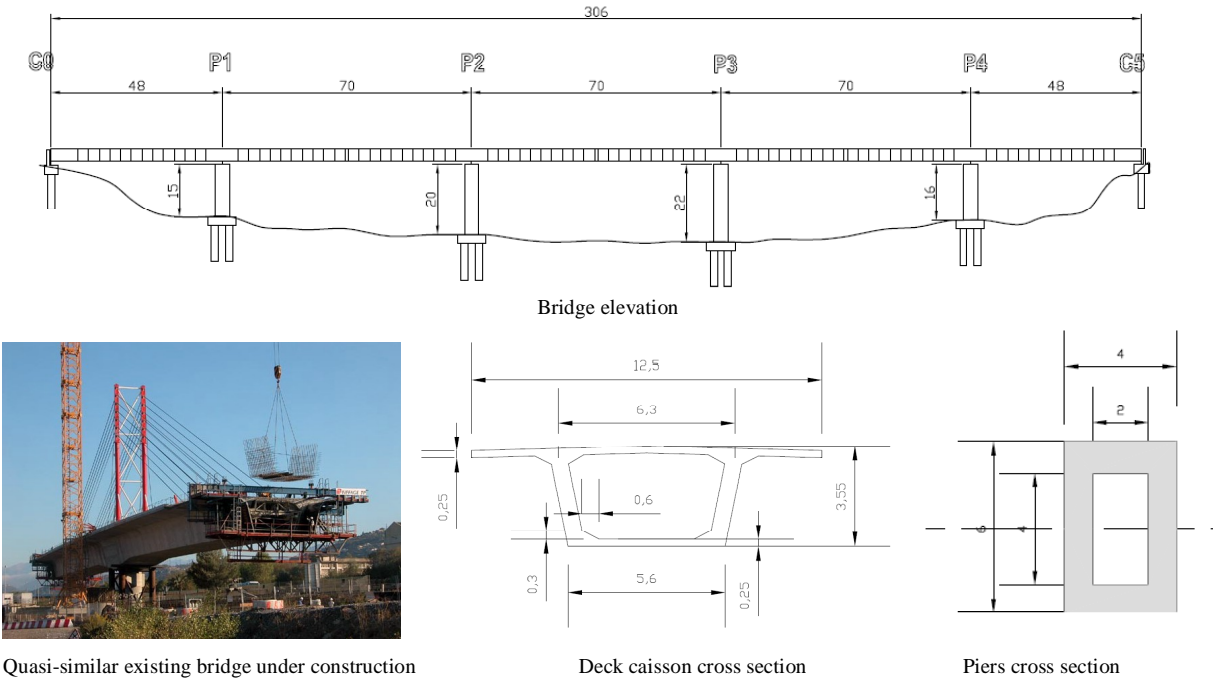 306
C0 P1 P2 P3 P4 C5
48 70 70 70 48
15 20 22 16
Bridge elevation
12,5
6,3
0,25 0,6 3,55
0,3 5,6 0,25
4
2
6 4
Quasi-similar existing bridge under construction
Deck caisson cross section
Piers cross section